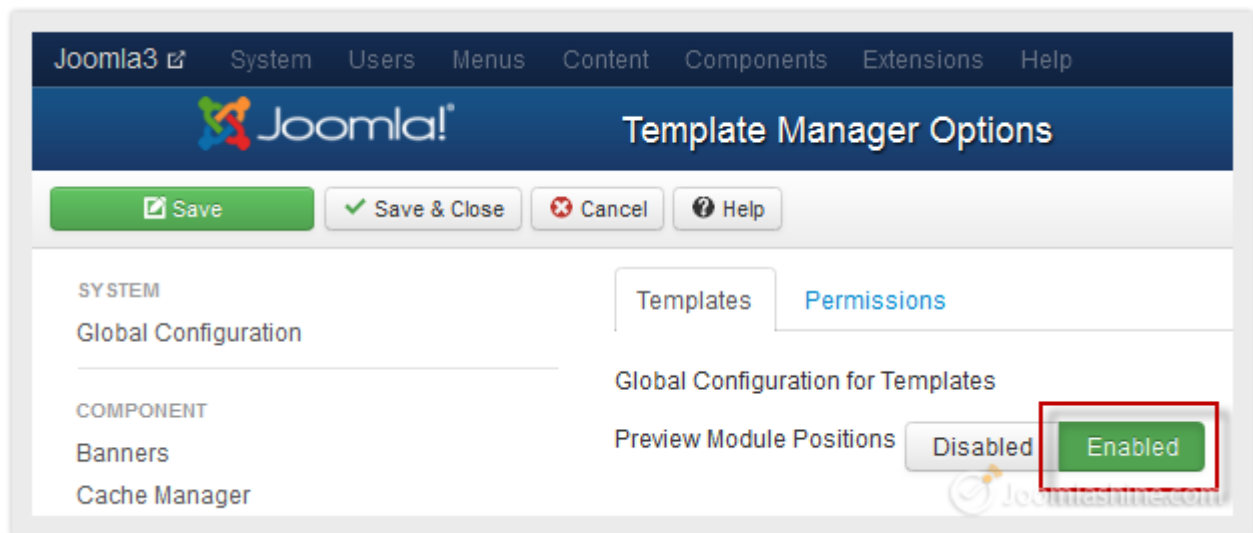 Joomla3 System Users Menus Content Components Extensions Help
Joomla!® Template Manager Options
Save Save & Close Cancel Help
SYSTEM
Global Configuration
COMPONENT
Banners
Cache Manager
Templates Permissions
Global Configuration for Templates
Preview Module Positions Disabled Enabled
Joomlashine.com